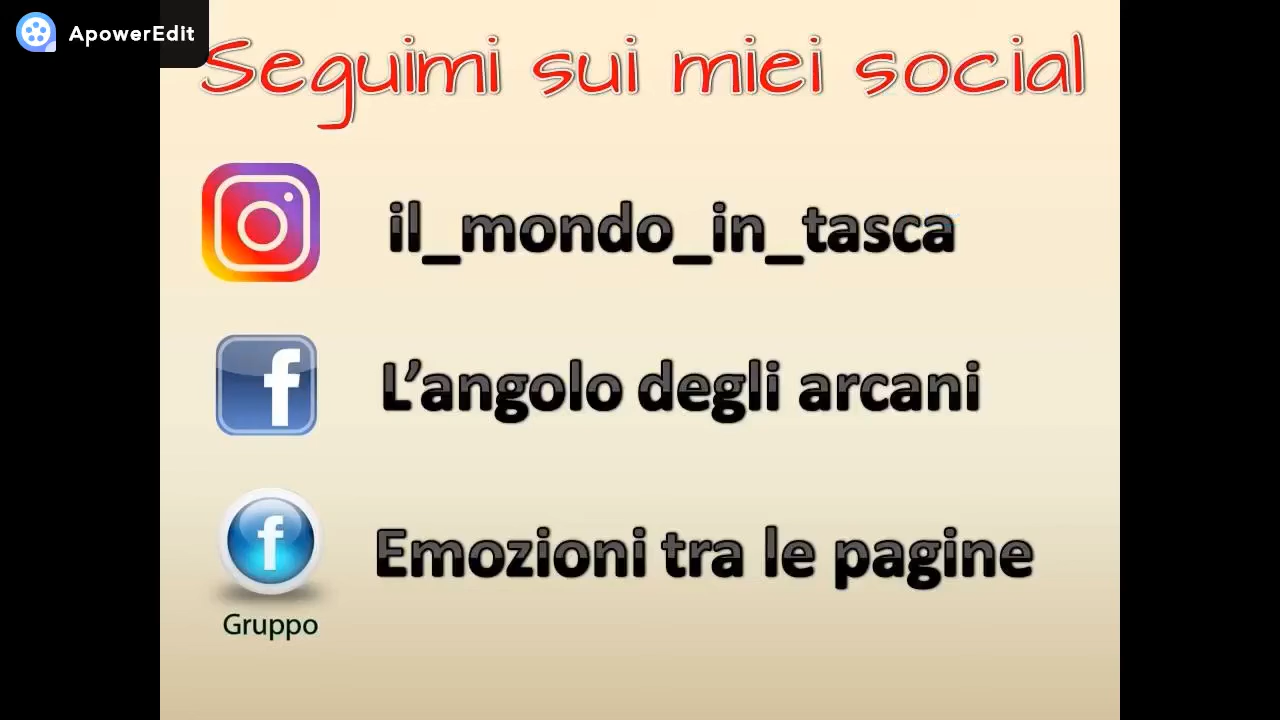 ApowerEdit
Seguimi sui miei social
il_mondo_in_tasca
f
L’angolo degli arcani
f
Emozioni tra le pagine
Gruppo